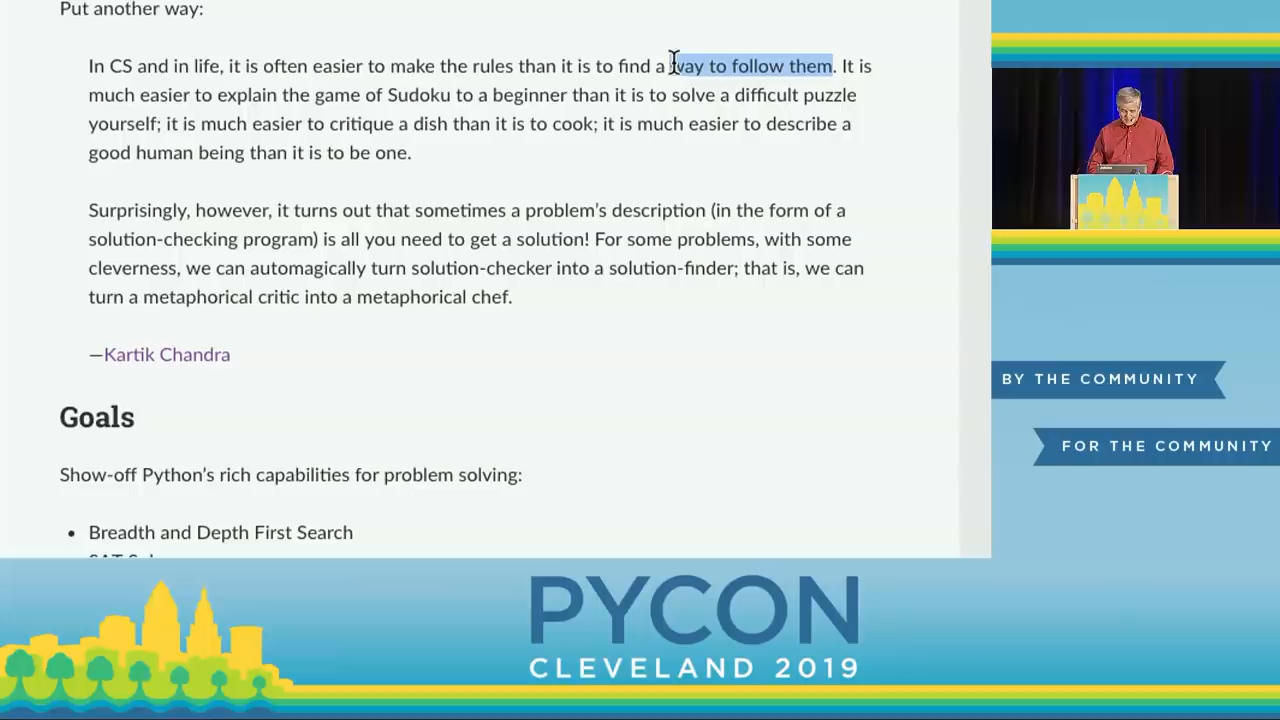 Put another way:
In CS and in life, it is often easier to make the rules than it is to find a way to follow them. It is
much easier to explain the game of Sudoku to a beginner than it is to solve a difficult puzzle
yourself; it is much easier to critique a dish than it is to cook; it is much easier to describe a
good human being than it is to be one.
Surprisingly, however, it turns out that sometimes a problem’s description (in the form of a
solution-checking program) is all you need to get a solution! For some problems, with some
cleverness, we can automagically turn solution-checker into a solution-finder; that is, we can
turn a metaphorical critic into a metaphorical chef.
—Kartik Chandra
Goals
Show-off Python’s rich capabilities for problem solving:
• Breadth and Depth First Search
BY THE COMMUNITY
FOR THE COMMUNITY
PYCON
CLEVELAND 2019